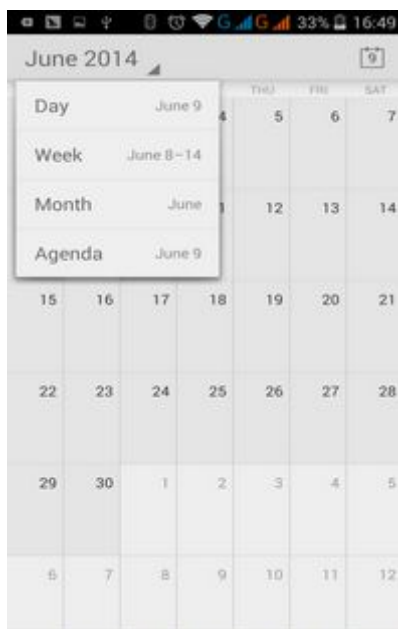 G G 33% 16:49
June 2014 9
THU FRI SAT
Day June 9 4 5 6 7
Week June 8–14
Month June 1 12 13 14
Agenda June 9
15 16 17 18 19 20 21
22 23 24 25 26 27 28
29 30 1 2 3 4 5
6 7 8 9 10 11 12